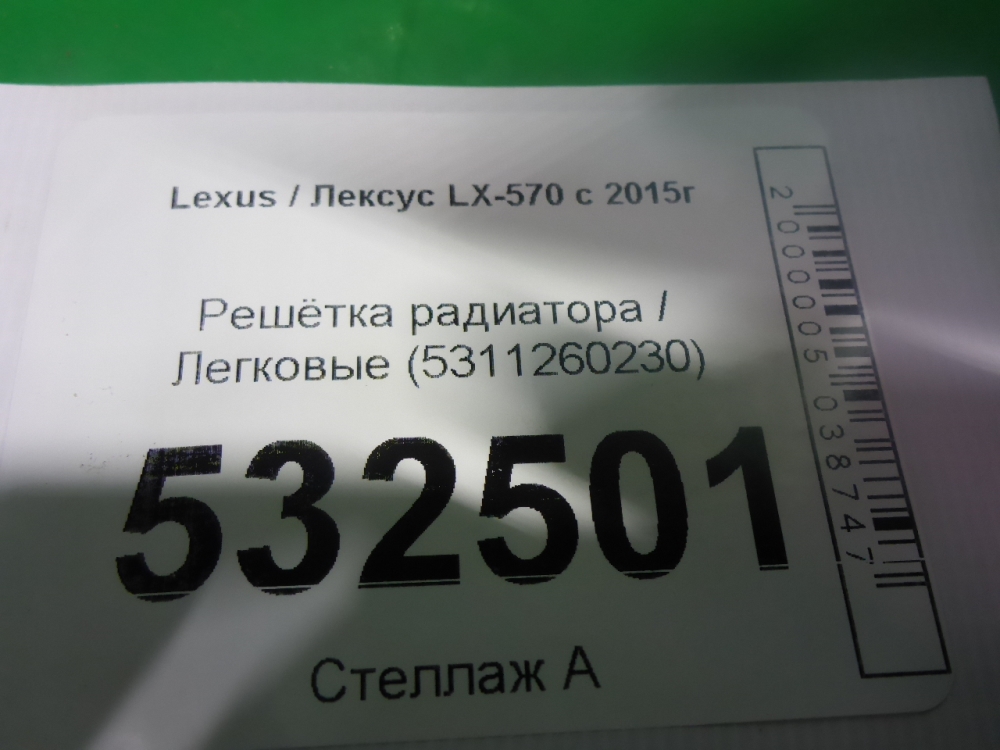 Lexus / Лексус LX-570 с 2015г
Решётка радиатора /
Легковые (5311260230)
532501
Стеллаж А
2000005038747